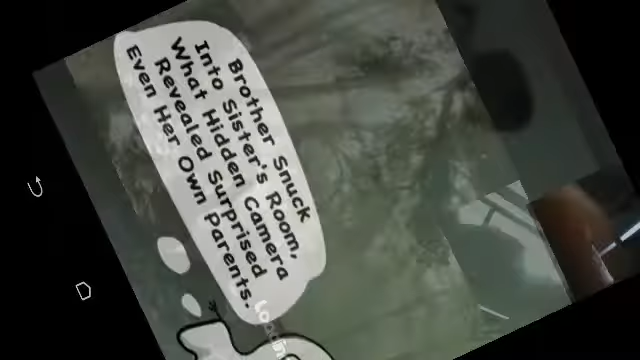 Brother Snuck
Into Sister's Room,
What Hidden Camera
Revealed Surprised
Even Her Own Parents.